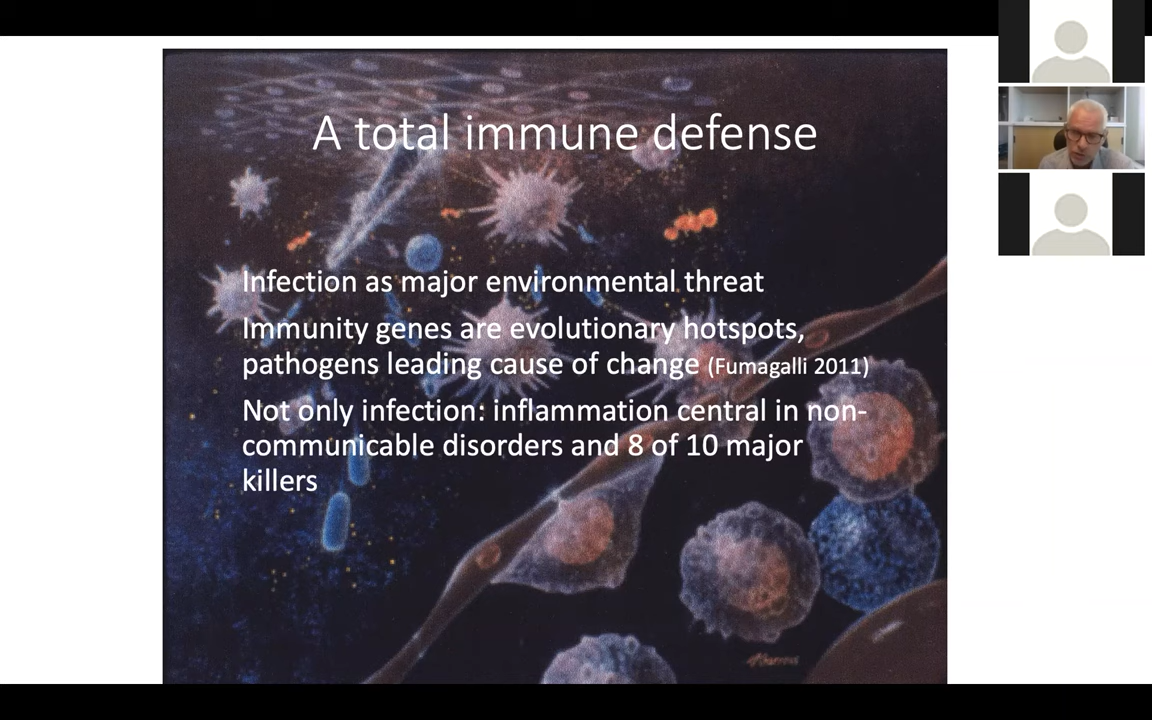 A total immune defense
Infection as major environmental threat
Immunity genes are evolutionary hotspots,
pathogens leading cause of change (Fumagalli 2011)
Not only infection: inflammation central in non-
communicable disorders and 8 of 10 major
killers